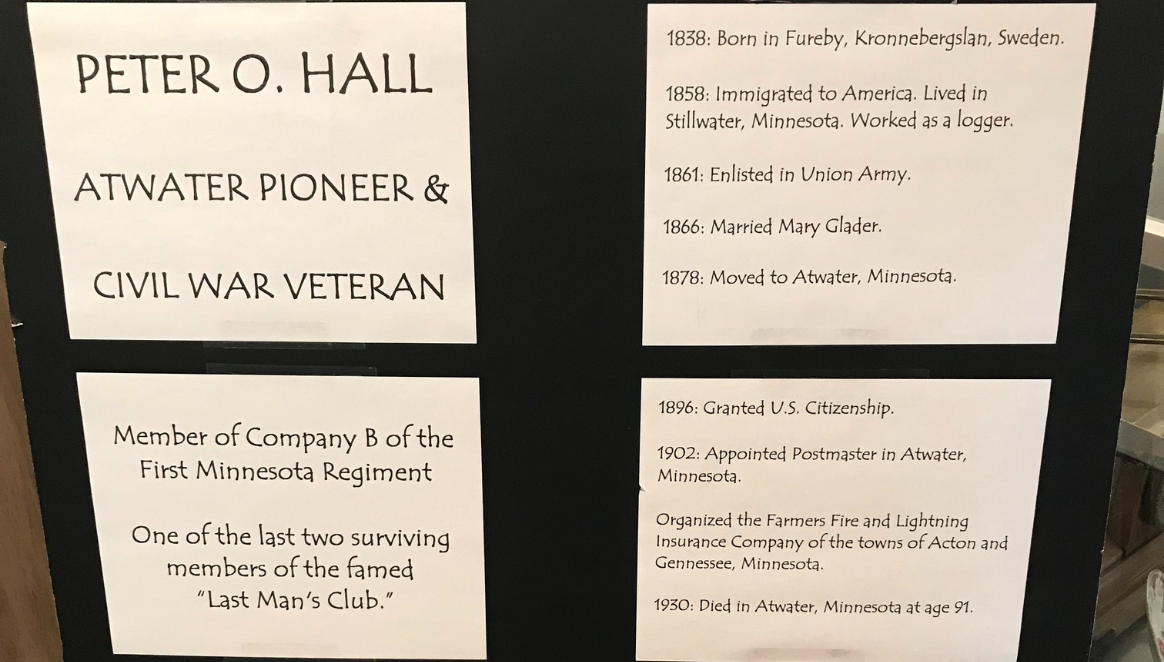 PETER O. HALL
ATWATER PIONEER &
CIVIL WAR VETERAN
Member of Company B of the
First Minnesota Regiment
One of the last two surviving
members of the famed
"Last Man's Club."
1838: Born in Fureby, Kronnebergslan, Sweden.
1858: Immigrated to America. Lived in
Stillwater, Minnesota. Worked as a logger.
1861: Enlisted in Union Army.
1866: Married Mary Glader.
1878: Moved to Atwater, Minnesota.
1896: Granted U.S. Citizenship.
1902: Appointed Postmaster in Atwater,
Minnesota.
Organized the Farmers Fire and Lightning
Insurance Company of the towns of Acton and
Gennessee, Minnesota.
1930: Died in Atwater, Minnesota at age 91.